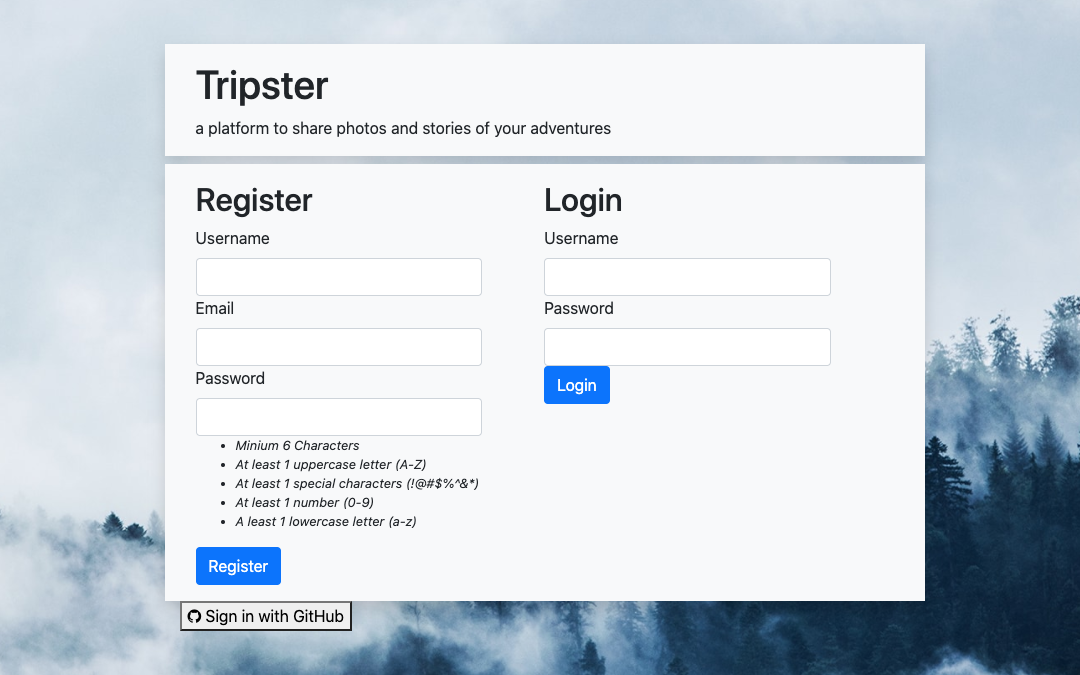 Tripster
a platform to share photos and stories of your adventures
Register
Username
Email
Password
Minium 6 Characters
At least 1 uppercase letter (A-Z)
At least 1 special characters (!@#$%^&*)
At least 1 number (0-9)
A least 1 lowercase letter (a-z)
Register
Login
Username
Password
Login
Sign in with GitHub